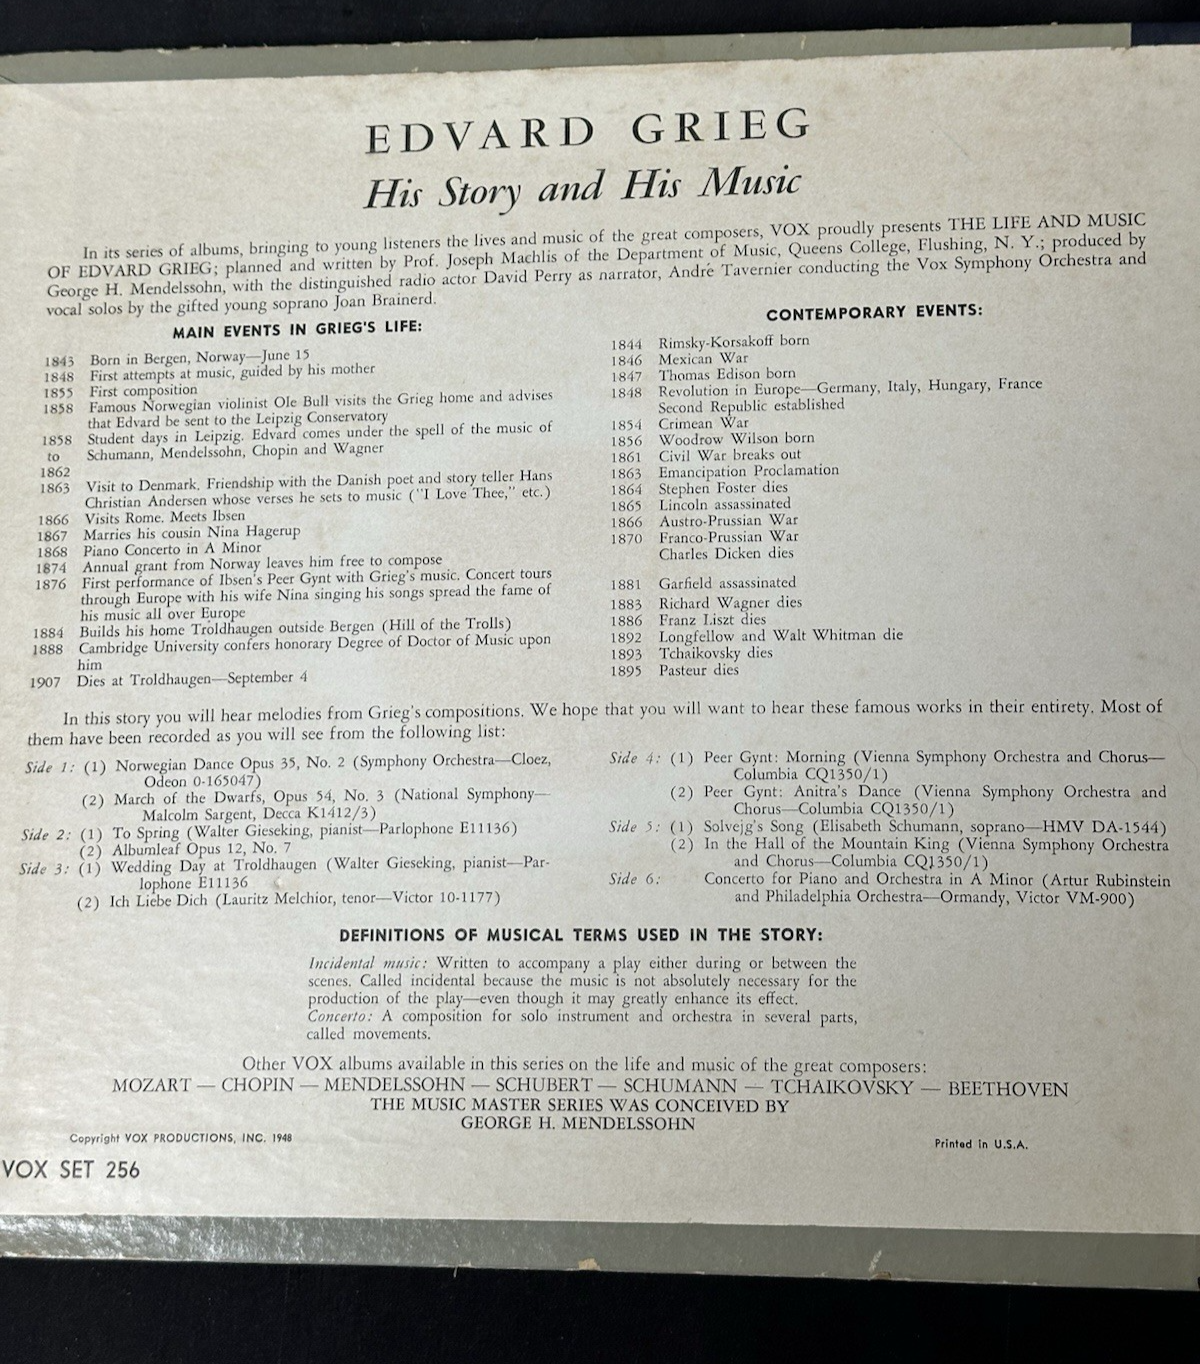 EDVARD GRIEG
His Story and His Music
In its series of albums, bringing to young listeners the lives and music of the great composers, VOX proudly presents THE LIFE AND MUSIC
OF EDVARD GRIEG; planned and written by Prof. Joseph Machlis of the Department of Music, Queens College, Flushing, N. Y.; produced by
George H. Mendelssohn, with the distinguished radio actor David Perry as narrator, André Tavernier conducting the Vox Symphony Orchestra and
vocal solos by the gifted young soprano Joan Brainerd.
MAIN EVENTS IN GRIEG'S LIFE:
1843 Born in Bergen, Norway—June 15
1848 First attempts at music, guided by his mother
1855 First composition
1858 Famous Norwegian violinist Ole Bull visits the Grieg home and advises
that Edvard be sent to the Leipzig Conservatory
1858 Student days in Leipzig. Edvard comes under the spell of the music of
to Schumann, Mendelssohn, Chopin and Wagner
1862
1863 Visit to Denmark. Friendship with the Danish poet and story teller Hans
Christian Andersen whose verses he sets to music ("I Love Thee," etc.)
1866 Visits Rome. Meets Ibsen
1867 Marries his cousin Nina Hagerup
1868 Piano Concerto in A Minor
1874 Annual grant from Norway leaves him free to compose
1876 First performance of Ibsen's Peer Gynt with Grieg's music. Concert tours
through Europe with his wife Nina singing his songs spread the fame of
his music all over Europe
1884 Builds his home Troldhaugen outside Bergen (Hill of the Trolls)
1888 Cambridge University confers honorary Degree of Doctor of Music upon
him
1907 Dies at Troldhaugen—September 4
CONTEMPORARY EVENTS:
1844 Rimsky-Korsakoff born
1846 Mexican War
1847 Thomas Edison born
1848 Revolution in Europe—Germany, Italy, Hungary, France
Second Republic established
1854 Crimean War
1856 Woodrow Wilson born
1861 Civil War breaks out
1863 Emancipation Proclamation
1864 Stephen Foster dies
1865 Lincoln assassinated
1866 Austro-Prussian War
1870 Franco-Prussian War
Charles Dicken dies
1881 Garfield assassinated
1883 Richard Wagner dies
1886 Franz Liszt dies
1892 Longfellow and Walt Whitman die
1893 Tchaikovsky dies
1895 Pasteur dies
In this story you will hear melodies from Grieg's compositions. We hope that you will want to hear these famous works in their entirety. Most of
them have been recorded as you will see from the following list:
Side 1: (1) Norwegian Dance Opus 35, No. 2 (Symphony Orchestra—Cloez,
Odeon 0-165047)
(2) March of the Dwarfs, Opus 54, No. 3 (National Symphony—
Malcolm Sargent, Decca K1412/3)
Side 2: (1) To Spring (Walter Gieseking, pianist—Parlophone E11136)
(2) Albumleaf Opus 12, No. 7
Side 3: (1) Wedding Day at Troldhaugen (Walter Gieseking, pianist—Par-
lophone E11136
(2) Ich Liebe Dich (Lauritz Melchior, tenor—Victor 10-1177)
Side 4: (1) Peer Gynt: Morning (Vienna Symphony Orchestra and Chorus—
Columbia CQ1350/1)
(2) Peer Gynt: Anitra's Dance (Vienna Symphony Orchestra and
Chorus—Columbia CQ1350/1)
Side 5: (1) Solvejg's Song (Elisabeth Schumann, soprano—HMV DA-1544)
(2) In the Hall of the Mountain King (Vienna Symphony Orchestra
and Chorus—Columbia CQ1350/1)
Side 6: Concerto for Piano and Orchestra in A Minor (Artur Rubinstein
and Philadelphia Orchestra—Ormandy, Victor VM-900)
DEFINITIONS OF MUSICAL TERMS USED IN THE STORY:
Incidental music: Written to accompany a play either during or between the
scenes. Called incidental because the music is not absolutely necessary for the
production of the play—even though it may greatly enhance its effect.
Concerto: A composition for solo instrument and orchestra in several parts,
called movements.
Other VOX albums available in this series on the life and music of the great composers:
MOZART — CHOPIN — MENDELSSOHN — SCHUBERT — SCHUMANN — TCHAIKOVSKY — BEETHOVEN
THE MUSIC MASTER SERIES WAS CONCEIVED BY
GEORGE H. MENDELSSOHN
Copyright VOX PRODUCTIONS, INC. 1948
Printed in U.S.A.
VOX SET 256